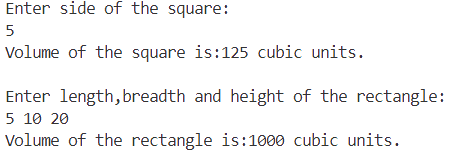 Enter side of the square:
5
Volume of the square is:125 cubic units.
Enter length,breadth and height of the rectangle:
5 10 20
Volume of the rectangle is:1000 cubic units.